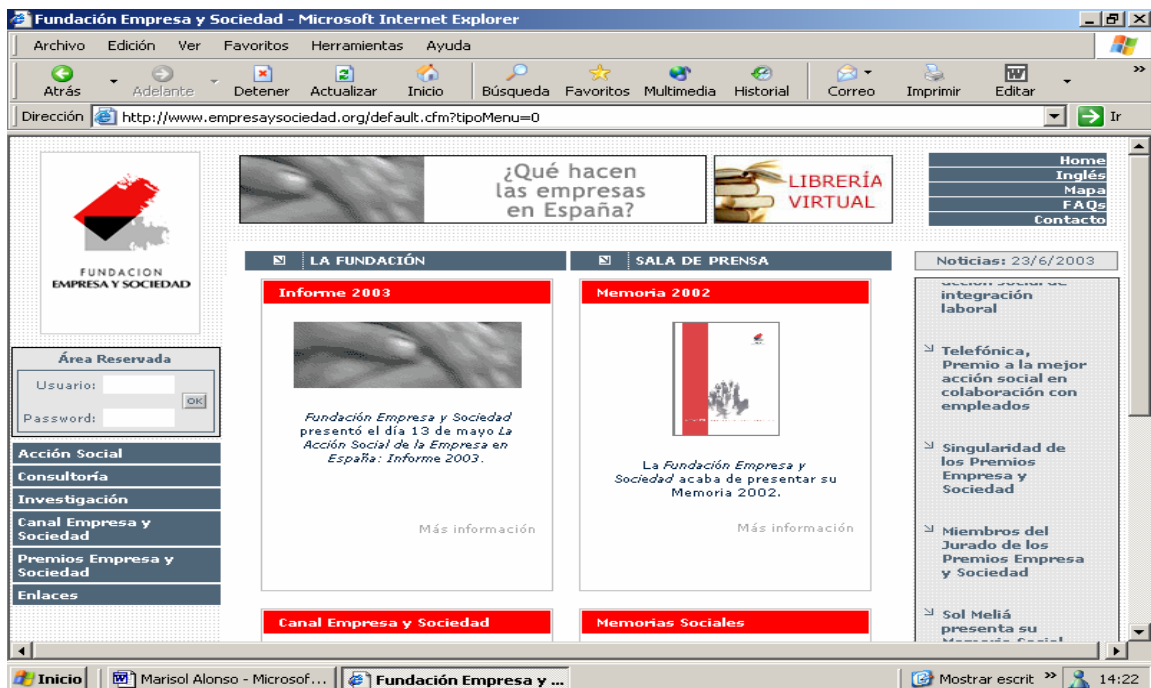 Fundación Empresa y Sociedad - Microsoft Internet Explorer
Archivo Edición Ver Favoritos Herramientas Ayuda
Atrás Adelante Detener Actualizar Inicio Búsqueda Favoritos Multimedia Historial Correo Imprimir Editar »
Dirección http://www.empresaysociedad.org/default.cfm?tipoMenu=0 Ir
FUNDACION
EMPRESA Y SOCIEDAD
¿Qué hacen
las empresas
en España?
LIBRERÍA
VIRTUAL
Home
Inglés
Mapa
FAQs
Contacto
Área Reservada
Usuario:
OK
Password:
Acción Social
Consultoría
Investigación
Canal Empresa y
Sociedad
Premios Empresa y
Sociedad
Enlaces
LA FUNDACIÓN
Informe 2003
Fundación Empresa y Sociedad
presentó el día 13 de mayo La
Acción Social de la Empresa en
España: Informe 2003.
Más información
Canal Empresa y Sociedad
SALA DE PRENSA
Memoria 2002
La Fundación Empresa y
Sociedad acaba de presentar su
Memoria 2002.
Más información
Memorias Sociales
Noticias: 23/6/2003
acción social de
integración
laboral
Telefónica,
Premio a la mejor
acción social en
colaboración con
empleados
Singularidad de
los Premios
Empresa y
Sociedad
Miembros del
Jurado de los
Premios Empresa
y Sociedad
Sol Meliá
presenta su
Memoria Social
Inicio Marisol Alonso - Microsof... Fundación Empresa y ... Mostrar escrit » 14:22